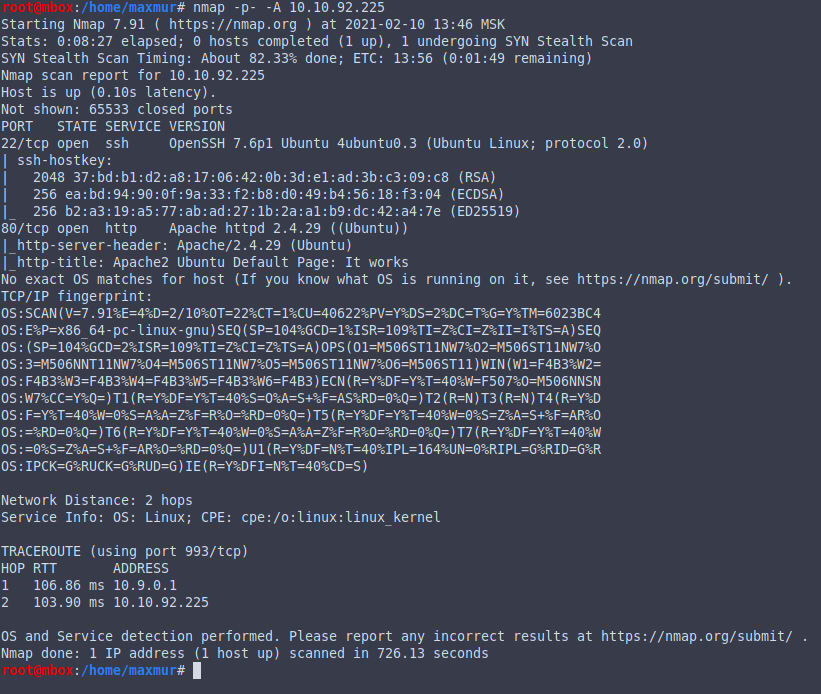 root@mbox:/home/maxmur# nmap -p- -A 10.10.92.225
Starting Nmap 7.91 ( https://nmap.org ) at 2021-02-10 13:46 MSK
Stats: 0:08:27 elapsed; 0 hosts completed (1 up), 1 undergoing SYN Stealth Scan
SYN Stealth Scan Timing: About 82.33% done; ETC: 13:56 (0:01:49 remaining)
Nmap scan report for 10.10.92.225
Host is up (0.10s latency).
Not shown: 65533 closed ports
PORT   STATE SERVICE VERSION
22/tcp open  ssh     OpenSSH 7.6p1 Ubuntu 4ubuntu0.3 (Ubuntu Linux; protocol 2.0)
| ssh-hostkey:
|   2048 37:bd:b1:d2:a8:17:06:42:0b:3d:e1:ad:3b:c3:09:c8 (RSA)
|   256 ea:bd:94:90:0f:9a:33:f2:b8:d0:49:b4:56:18:f3:04 (ECDSA)
|_  256 b2:a3:19:a5:77:ab:ad:27:1b:2a:a1:b9:dc:42:a4:7e (ED25519)
80/tcp open  http    Apache httpd 2.4.29 ((Ubuntu))
|_http-server-header: Apache/2.4.29 (Ubuntu)
|_http-title: Apache2 Ubuntu Default Page: It works
No exact OS matches for host (If you know what OS is running on it, see https://nmap.org/submit/ ).
TCP/IP fingerprint:
OS:SCAN(V=7.91%E=4%D=2/10%OT=22%CT=1%CU=40622%PV=Y%DS=2%DC=T%G=Y%TM=6023BC4
OS:E%P=x86_64-pc-linux-gnu)SEQ(SP=104%GCD=1%ISR=109%TI=Z%CI=Z%II=I%TS=A)SEQ
OS:(SP=104%GCD=2%ISR=109%TI=Z%CI=Z%TS=A)OPS(O1=M506ST11NW7%O2=M506ST11NW7%O
OS:3=M506NNT11NW7%O4=M506ST11NW7%O5=M506ST11NW7%O6=M506ST11)WIN(W1=F4B3%W2=
OS:F4B3%W3=F4B3%W4=F4B3%W5=F4B3%W6=F4B3)ECN(R=Y%DF=Y%T=40%W=F507%O=M506NNSN
OS:W7%CC=Y%Q=)T1(R=Y%DF=Y%T=40%S=O%A=S+%F=AS%RD=0%Q=)T2(R=N)T3(R=N)T4(R=Y%D
OS:F=Y%T=40%W=0%S=A%A=Z%F=R%O=%RD=0%Q=)T5(R=Y%DF=Y%T=40%W=0%S=Z%A=S+%F=AR%O
OS:=%RD=0%Q=)T6(R=Y%DF=Y%T=40%W=0%S=A%A=Z%F=R%O=%RD=0%Q=)T7(R=Y%DF=Y%T=40%W
OS:=0%S=Z%A=S+%F=AR%O=%RD=0%Q=)U1(R=Y%DF=N%T=40%IPL=164%UN=0%RIPL=G%RID=G%R
OS:IPCK=G%RUCK=G%RUD=G)IE(R=Y%DFI=N%T=40%CD=S)
Network Distance: 2 hops
Service Info: OS: Linux; CPE: cpe:/o:linux:linux_kernel
TRACEROUTE (using port 993/tcp)
HOP RTT       ADDRESS
1   106.86 ms 10.9.0.1
2   103.90 ms 10.10.92.225
OS and Service detection performed. Please report any incorrect results at https://nmap.org/submit/ .
Nmap done: 1 IP address (1 host up) scanned in 726.13 seconds
root@mbox:/home/maxmur#